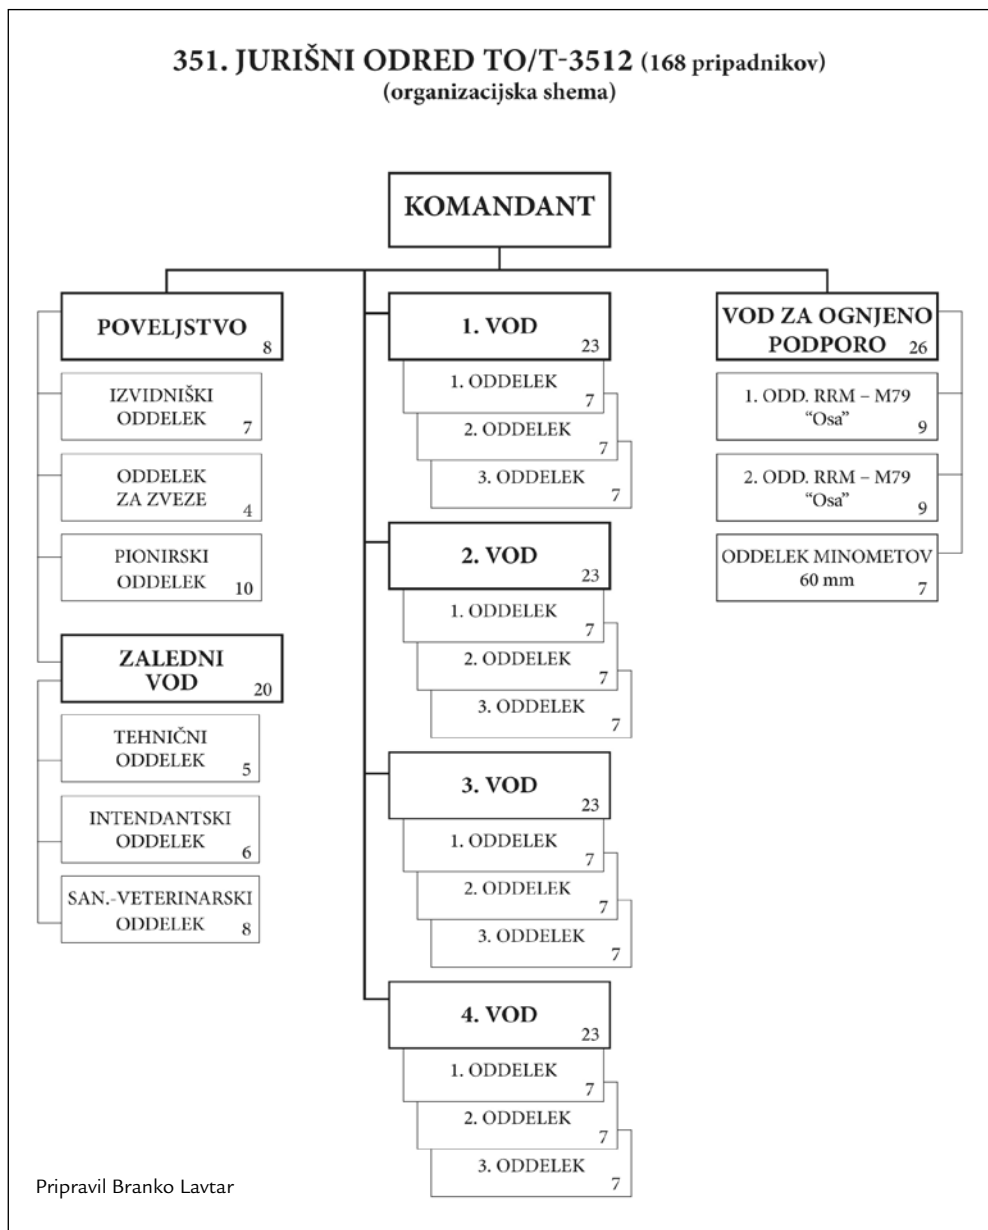 351. JURIŠNI ODRED TO/T-3512 (168 pripadnikov)
(organizacijska shema)
KOMANDANT
POVELJSTVO
8
IZVIDNIŠKI
ODDELEK
7
ODDELEK
ZA ZVEZE
4
PIONIRSKI
ODDELEK
10
ZALEDNI
VOD
20
TEHNIČNI
ODDELEK
5
INTENDANTSKI
ODDELEK
6
SAN.-VETERINARSKI
ODDELEK
8
1. VOD
23
1. ODDELEK
7
2. ODDELEK
7
3. ODDELEK
7
2. VOD
23
1. ODDELEK
7
2. ODDELEK
7
3. ODDELEK
7
3. VOD
23
1. ODDELEK
7
2. ODDELEK
7
3. ODDELEK
7
4. VOD
23
1. ODDELEK
7
2. ODDELEK
7
3. ODDELEK
7
VOD ZA OGNJENO
PODPORO
26
1. ODD. RRM – M79
“Osa”
9
2. ODD. RRM – M79
“Osa”
9
ODDELEK MINOMETOV
60 mm
7
Pripravil Branko Lavtar